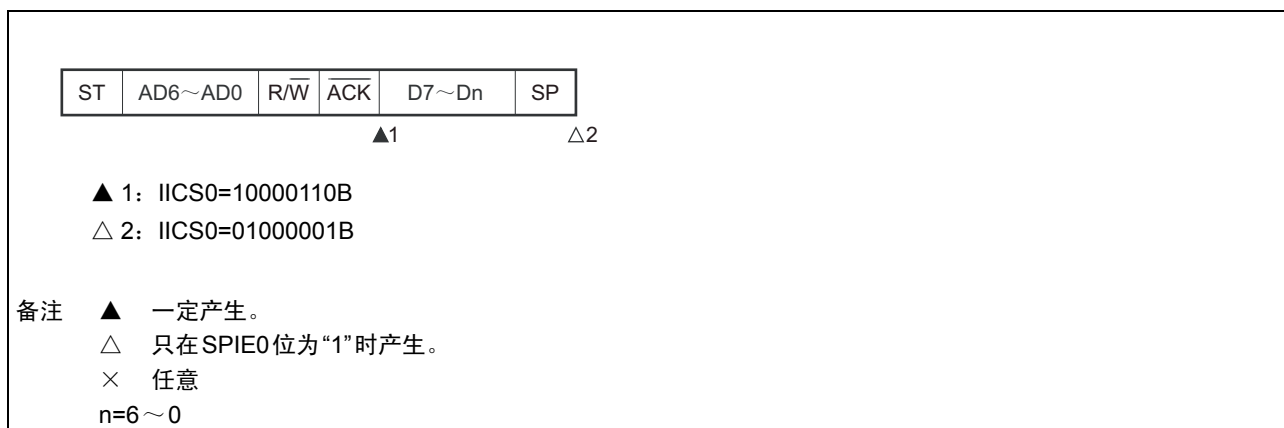 ST AD6～AD0 R/W̅ A̅C̅K̅ D7～Dn SP
▲1 △2
▲ 1：IICS0=10000110B
△ 2：IICS0=01000001B
备注 ▲ 一定产生。
△ 只在SPIE0位为“1”时产生。
× 任意
n=6～0